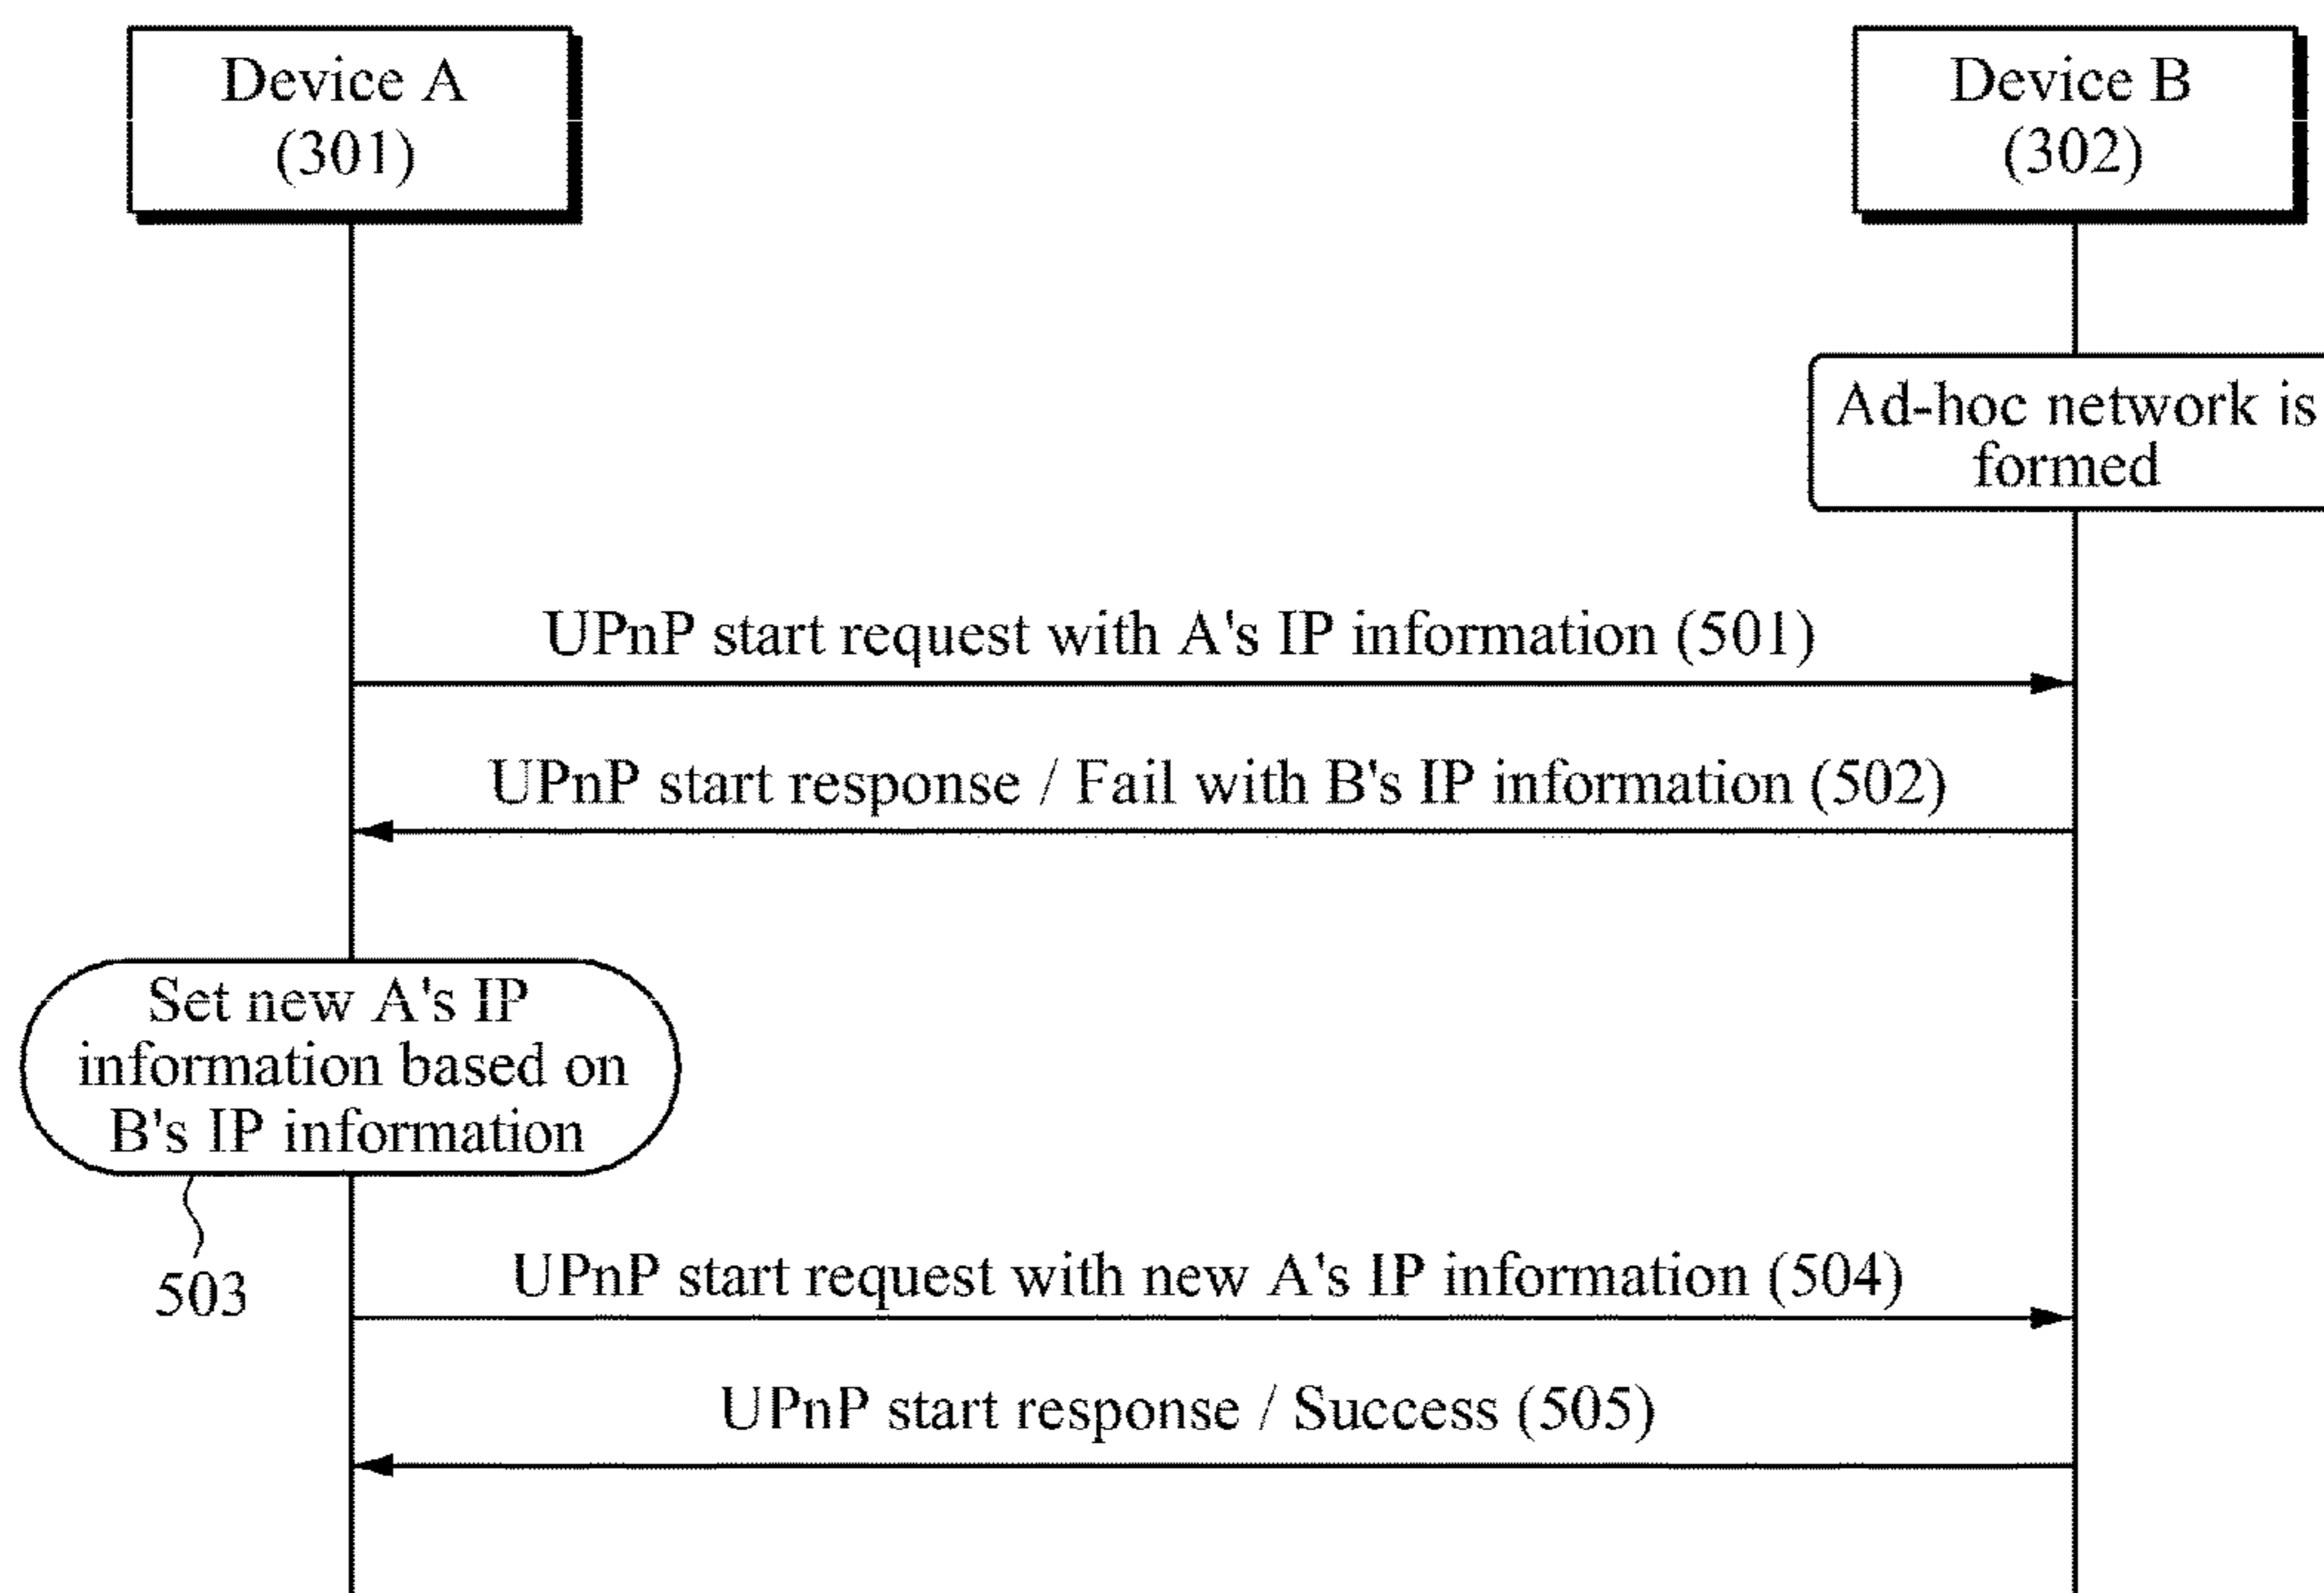 Device A
(301)
Device B
(302)
Ad-hoc network is
formed
UPnP start request with A's IP information (501)
UPnP start response / Fail with B's IP information (502)
Set new A's IP
information based on
B's IP information
503
UPnP start request with new A's IP information (504)
UPnP start response / Success (505)